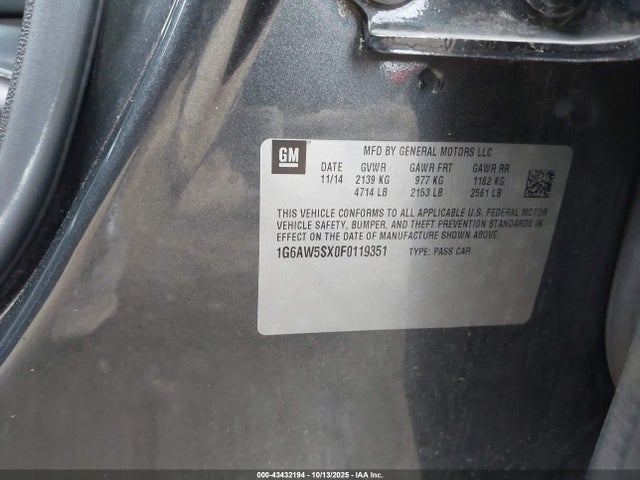 GM
MFD BY GENERAL MOTORS LLC
DATE GVWR GAWR FRT GAWR RR
11/14 2139 KG 977 KG 1162 KG
4714 LB 2153 LB 2561 LB
THIS VEHICLE CONFORMS TO ALL APPLICABLE U.S. FEDERAL MOTOR
VEHICLE SAFETY, BUMPER, AND THEFT PREVENTION STANDARDS
IN EFFECT ON THE DATE OF MANUFACTURE SHOWN ABOVE.
1G6AW5SX0F0119351 TYPE: PASS CAR
000-43432194 | 10/13/2025 | IAAI, Inc.